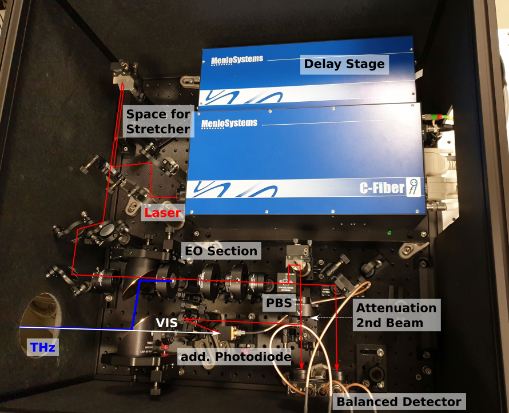 MenloSystems
Delay Stage
MenloSystems
Space for
Stretcher
C-Fiber
Laser
EO Section
PBS
Attenuation
2nd Beam
VIS
THz
add. Photodiode
Balanced Detector